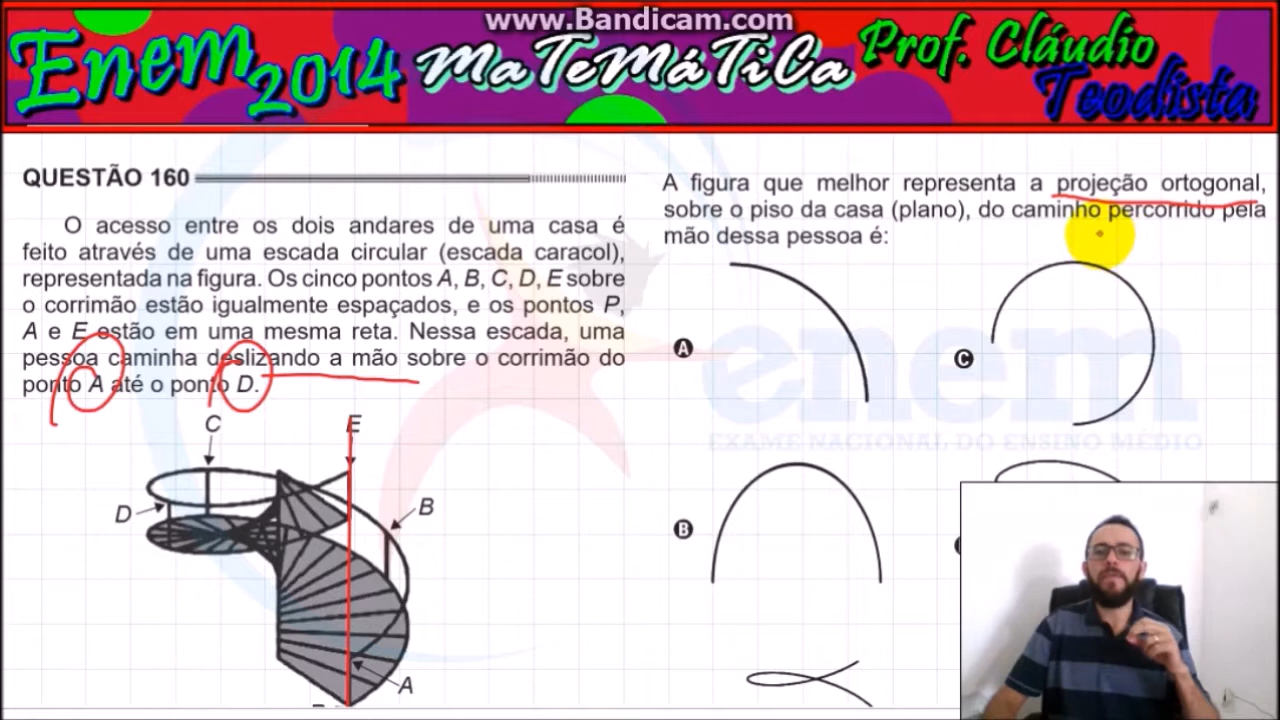 www.Bandicam.com
Enem 2014 MaTeMáTiCa Prof. Cláudio
Teodista
QUESTÃO 160
O acesso entre os dois andares de uma casa é
feito através de uma escada circular (escada caracol),
representada na figura. Os cinco pontos A, B, C, D, E sobre
o corrimão estão igualmente espaçados, e os pontos P,
A e E estão em uma mesma reta. Nessa escada, uma
pessoa caminha deslizando a mão sobre o corrimão do
ponto A até o ponto D.
C
E
D
B
A
A figura que melhor representa a projeção ortogonal,
sobre o piso da casa (plano), do caminho percorrido pela
mão dessa pessoa é:
A
C
B
enem
EXAME NACIONAL DO ENSINO MÉDIO